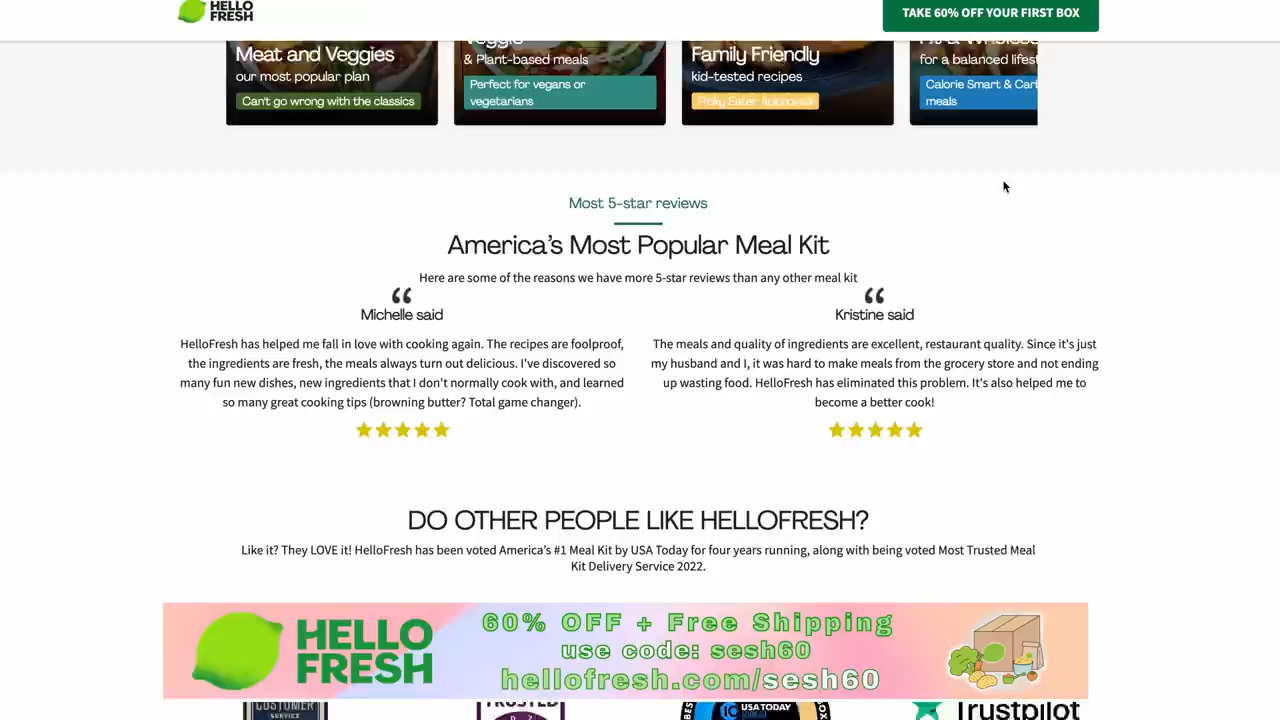 HELLO
FRESH
TAKE 60% OFF YOUR FIRST BOX
Meat and Veggies
our most popular plan
Can't go wrong with the classics
Veggie
& Plant-based meals
Perfect for vegans or
vegetarians
Family Friendly
kid-tested recipes
Picky Eater Approved
for a balanced lifest
Calorie Smart & Carb
meals
Most 5-star reviews
America's Most Popular Meal Kit
Here are some of the reasons we have more 5-star reviews than any other meal kit
“
Michelle said
HelloFresh has helped me fall in love with cooking again. The recipes are foolproof,
the ingredients are fresh, the meals always turn out delicious. I've discovered so
many fun new dishes, new ingredients that I don't normally cook with, and learned
so many great cooking tips (browning butter? Total game changer).
“
Kristine said
The meals and quality of ingredients are excellent, restaurant quality. Since it's just
my husband and I, it was hard to make meals from the grocery store and not ending
up wasting food. HelloFresh has eliminated this problem. It's also helped me to
become a better cook!
DO OTHER PEOPLE LIKE HELLOFRESH?
Like it? They LOVE it! HelloFresh has been voted America's #1 Meal Kit by USA Today for four years running, along with being voted Most Trusted Meal
Kit Delivery Service 2022.
HELLO
FRESH
60% OFF + Free Shipping
use code: sesh60
hellofresh.com/sesh60
CUSTOMER
SERVICE
TRUSTED
USA TODAY
Trustpilot